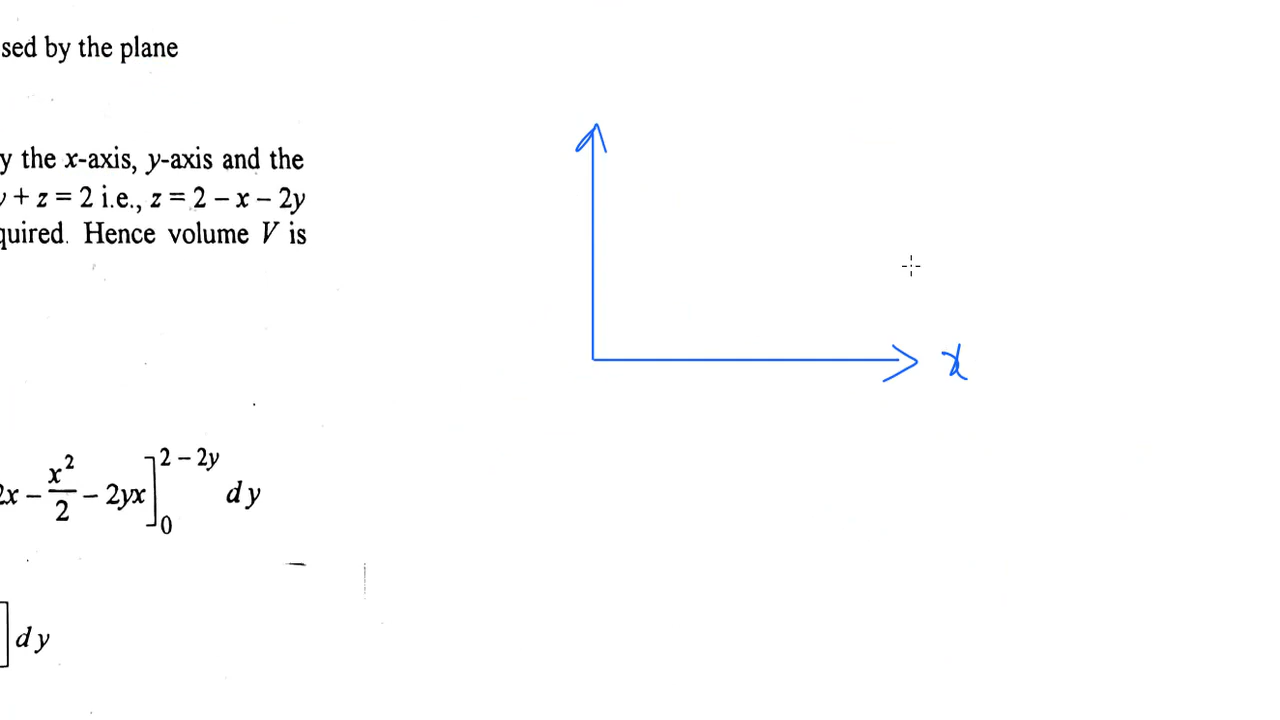 sed by the plane
y the x-axis, y-axis and the
y + z = 2 i.e., z = 2 – x – 2y
quired. Hence volume V is
x
2x – x²/2 – 2yx]₀^(2 – 2y) dy
] dy